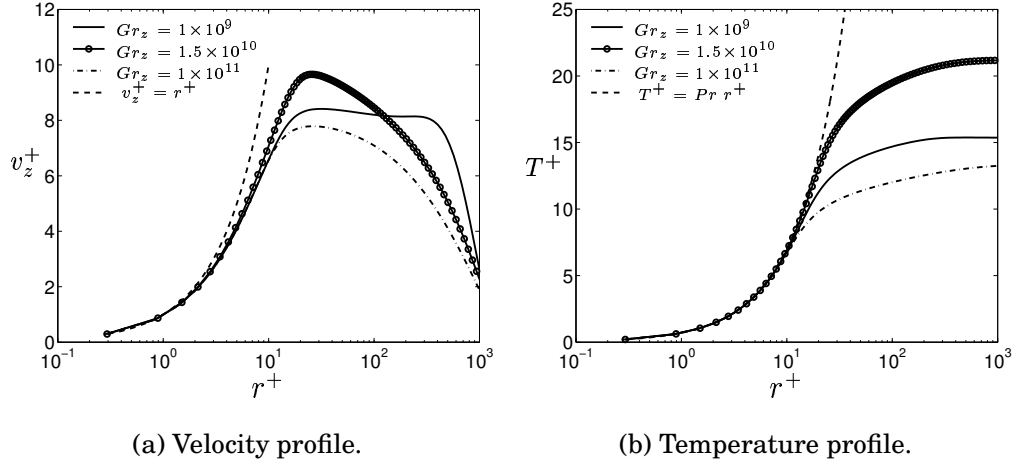 12
10
8
6
4
2
0
v_z^+
Gr_z = 1×10^9
Gr_z = 1.5×10^10
Gr_z = 1×10^11
v_z^+ = r^+
10^-1 10^0 10^1 10^2 10^3
r^+
(a) Velocity profile.
25
20
15
10
5
0
T^+
Gr_z = 1×10^9
Gr_z = 1.5×10^10
Gr_z = 1×10^11
T^+ = Pr r^+
10^-1 10^0 10^1 10^2 10^3
r^+
(b) Temperature profile.